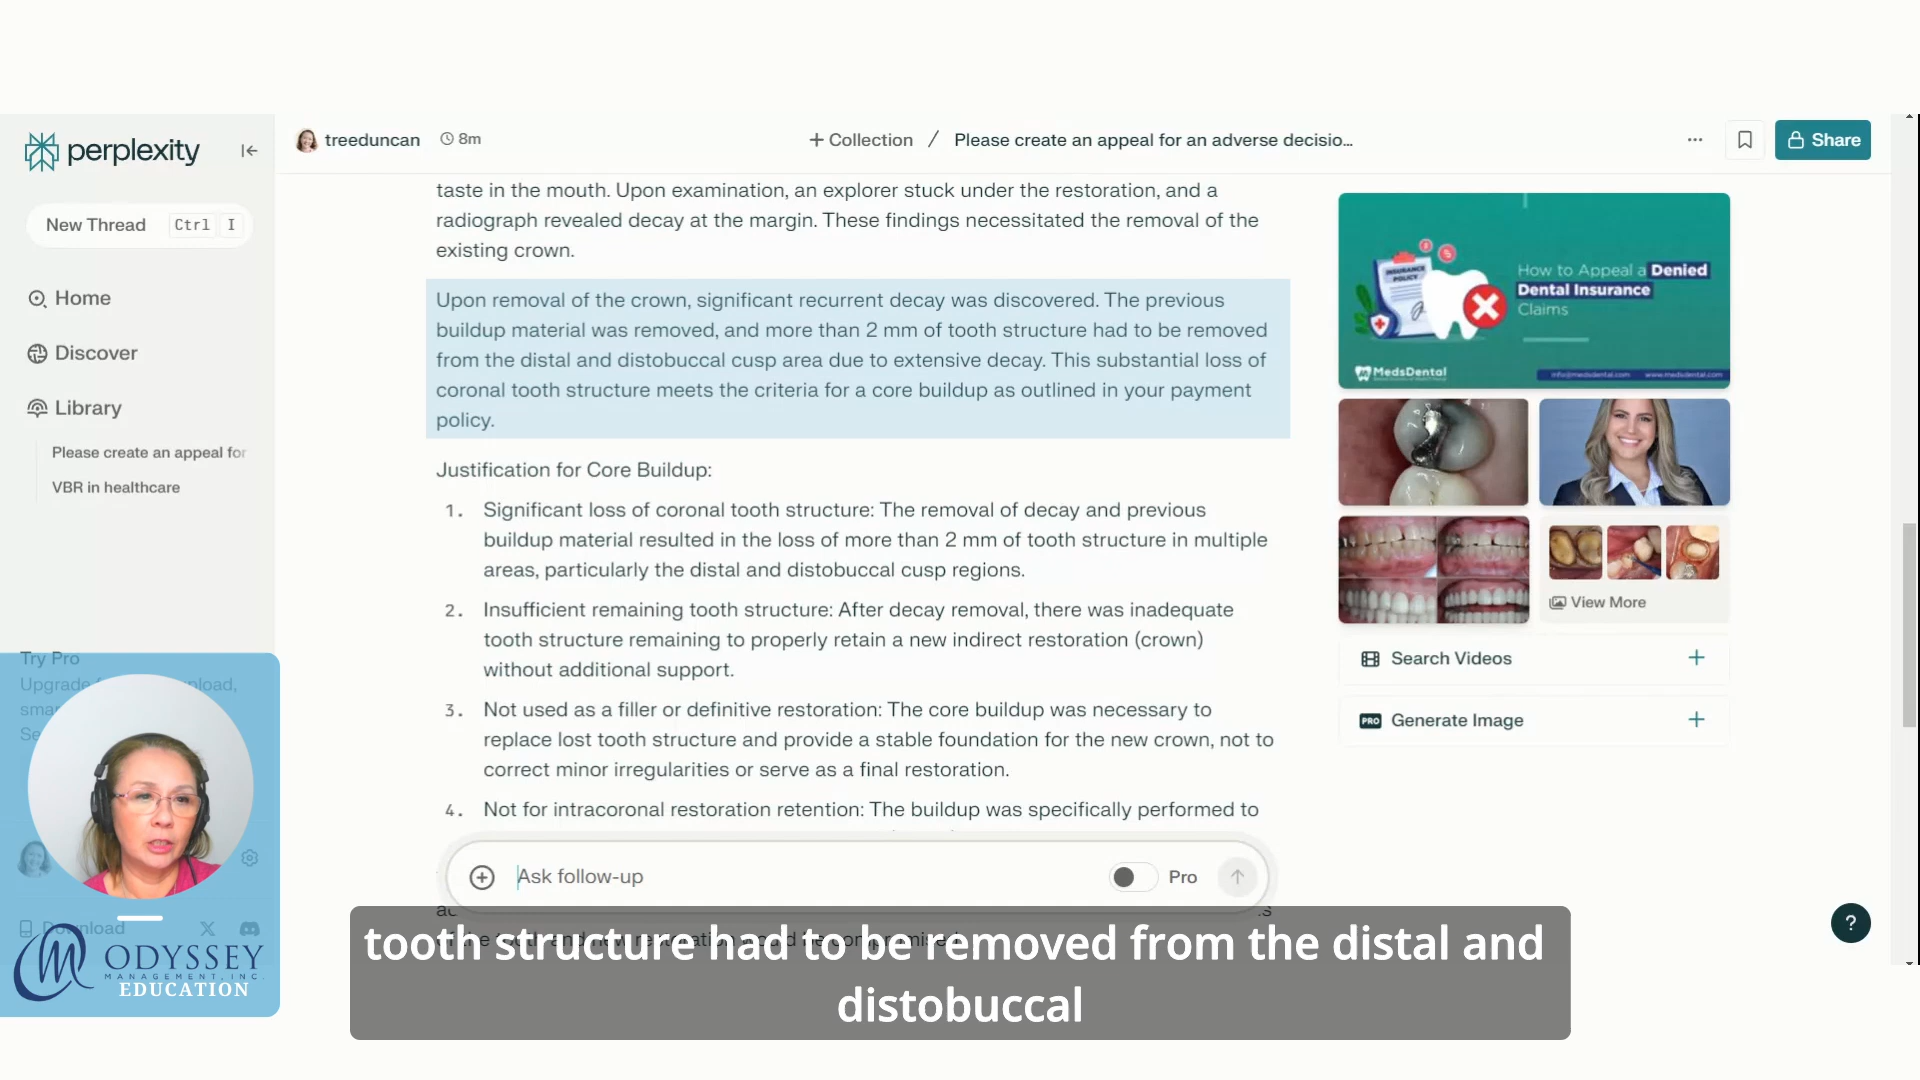 perplexity
treeduncan
8m
+ Collection / Please create an appeal for an adverse decisio...
Share
New Thread Ctrl I
Home
Discover
Library
Please create an appeal for
VBR in healthcare
Try Pro
taste in the mouth. Upon examination, an explorer stuck under the restoration, and a
radiograph revealed decay at the margin. These findings necessitated the removal of the
existing crown.
Upon removal of the crown, significant recurrent decay was discovered. The previous
buildup material was removed, and more than 2 mm of tooth structure had to be removed
from the distal and distobuccal cusp area due to extensive decay. This substantial loss of
coronal tooth structure meets the criteria for a core buildup as outlined in your payment
policy.
Justification for Core Buildup:
1. Significant loss of coronal tooth structure: The removal of decay and previous
buildup material resulted in the loss of more than 2 mm of tooth structure in multiple
areas, particularly the distal and distobuccal cusp regions.
2. Insufficient remaining tooth structure: After decay removal, there was inadequate
tooth structure remaining to properly retain a new indirect restoration (crown)
without additional support.
3. Not used as a filler or definitive restoration: The core buildup was necessary to
replace lost tooth structure and provide a stable foundation for the new crown, not to
correct minor irregularities or serve as a final restoration.
4. Not for intracoronal restoration retention: The buildup was specifically performed to
Ask follow-up
Pro
INSURANCE
POLICY
How to Appeal a Denied
Dental Insurance
Claims
MedsDental
info@medsdental.com www.medsdental.com
View More
Search Videos +
PRO Generate Image +
?
Download
ODYSSEY
MANAGEMENT, INC.
EDUCATION
tooth structure had to be removed from the distal and
distobuccal